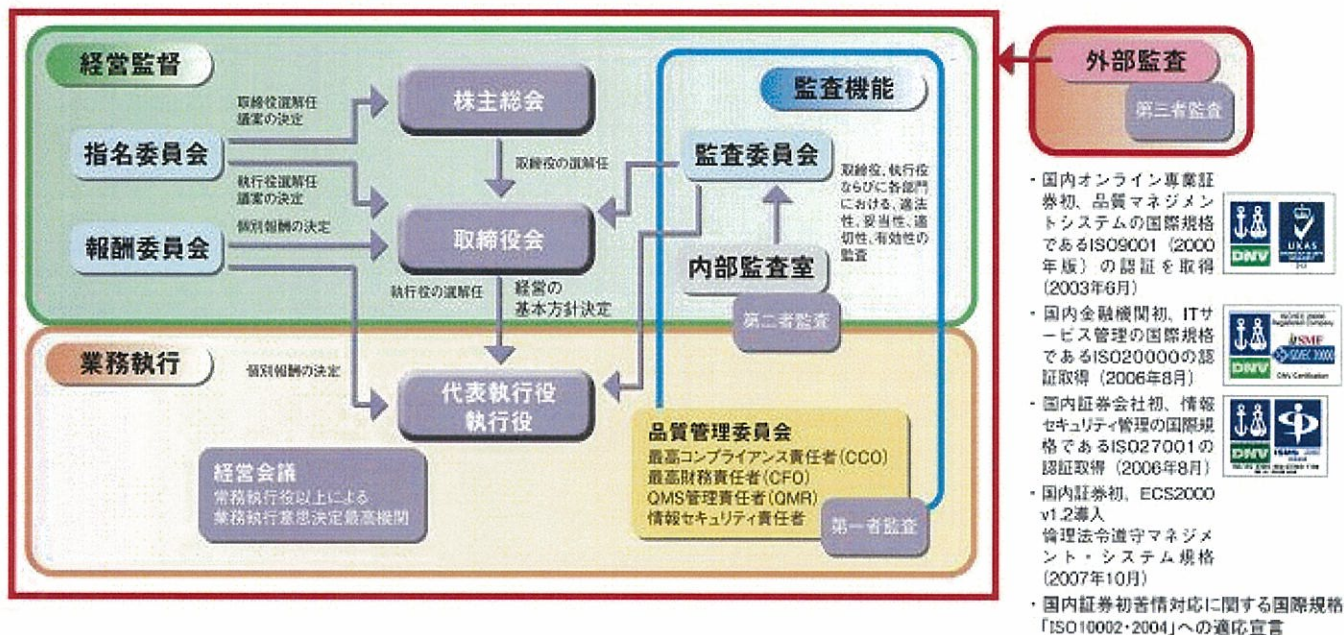 経営監督
指名委員会
報酬委員会
取締役選解任
議案の決定
執行役選解任
議案の決定
個別報酬の決定
株主総会
取締役の選解任
取締役会
執行役の選解任
経営の
基本方針決定
監査機能
監査委員会
取締役、執行役
ならびに各部門
における、適法
性、妥当性、適
切性、有効性の
監査
内部監査室
第二者監査
業務執行
個別報酬の決定
代表執行役
執行役
経営会議
常務執行役以上による
業務執行意思決定最高機関
品質管理委員会
最高コンプライアンス責任者(CCO)
最高財務責任者(CFO)
QMS管理責任者(QMR)
情報セキュリティ責任者
第一者監査
外部監査
第三者監査
・国内オンライン専業証
券初、品質マネジメン
トシステムの国際規格
であるISO9001(2000
年版)の認証を取得
(2003年6月)
DNV
UKAS
・国内金融機関初、ITサ
ービス管理の国際規格
であるISO20000の認
証取得(2006年8月)
DNV
itSMF
ISO/IEC 20000
DNV Certification
・国内証券会社初、情報
セキュリティ管理の国際規
格であるISO27001の
認証取得(2006年8月)
DNV
ISMS
・国内証券初、ECS2000
v1.2導入
倫理法令遵守マネジメ
ント・システム規格
(2007年10月)
・国内証券初苦情対応に関する国際規格
「ISO10002・2004」への適応宣言